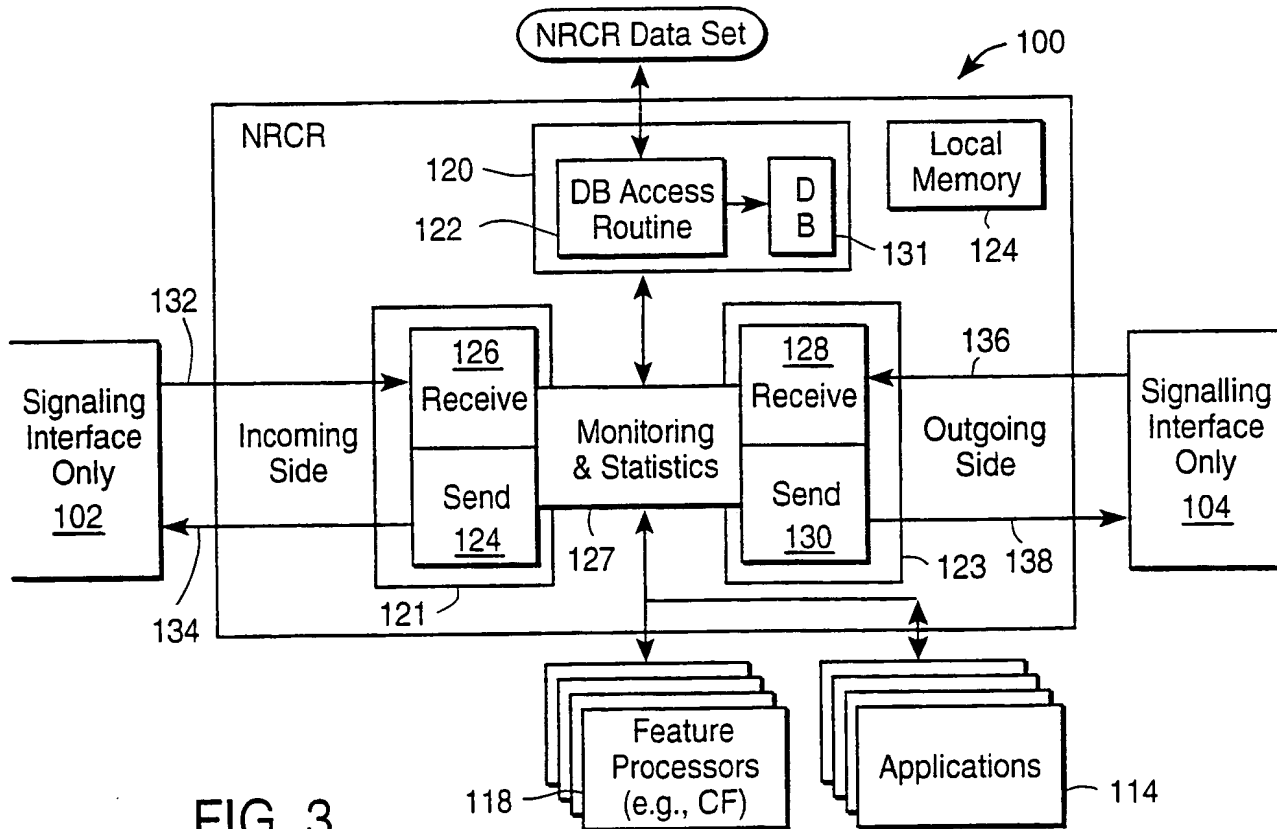 NRCR Data Set
100
NRCR
120
DB Access
Routine
122
D
B
131
Local
Memory
124
132
Signaling
Interface
Only
102
134
Incoming
Side
126
Receive
Send
124
121
Monitoring
& Statistics
127
128
Receive
Send
130
123
136
Outgoing
Side
138
Signalling
Interface
Only
104
Feature
Processors
(e.g., CF)
118
Applications
114
FIG. 3